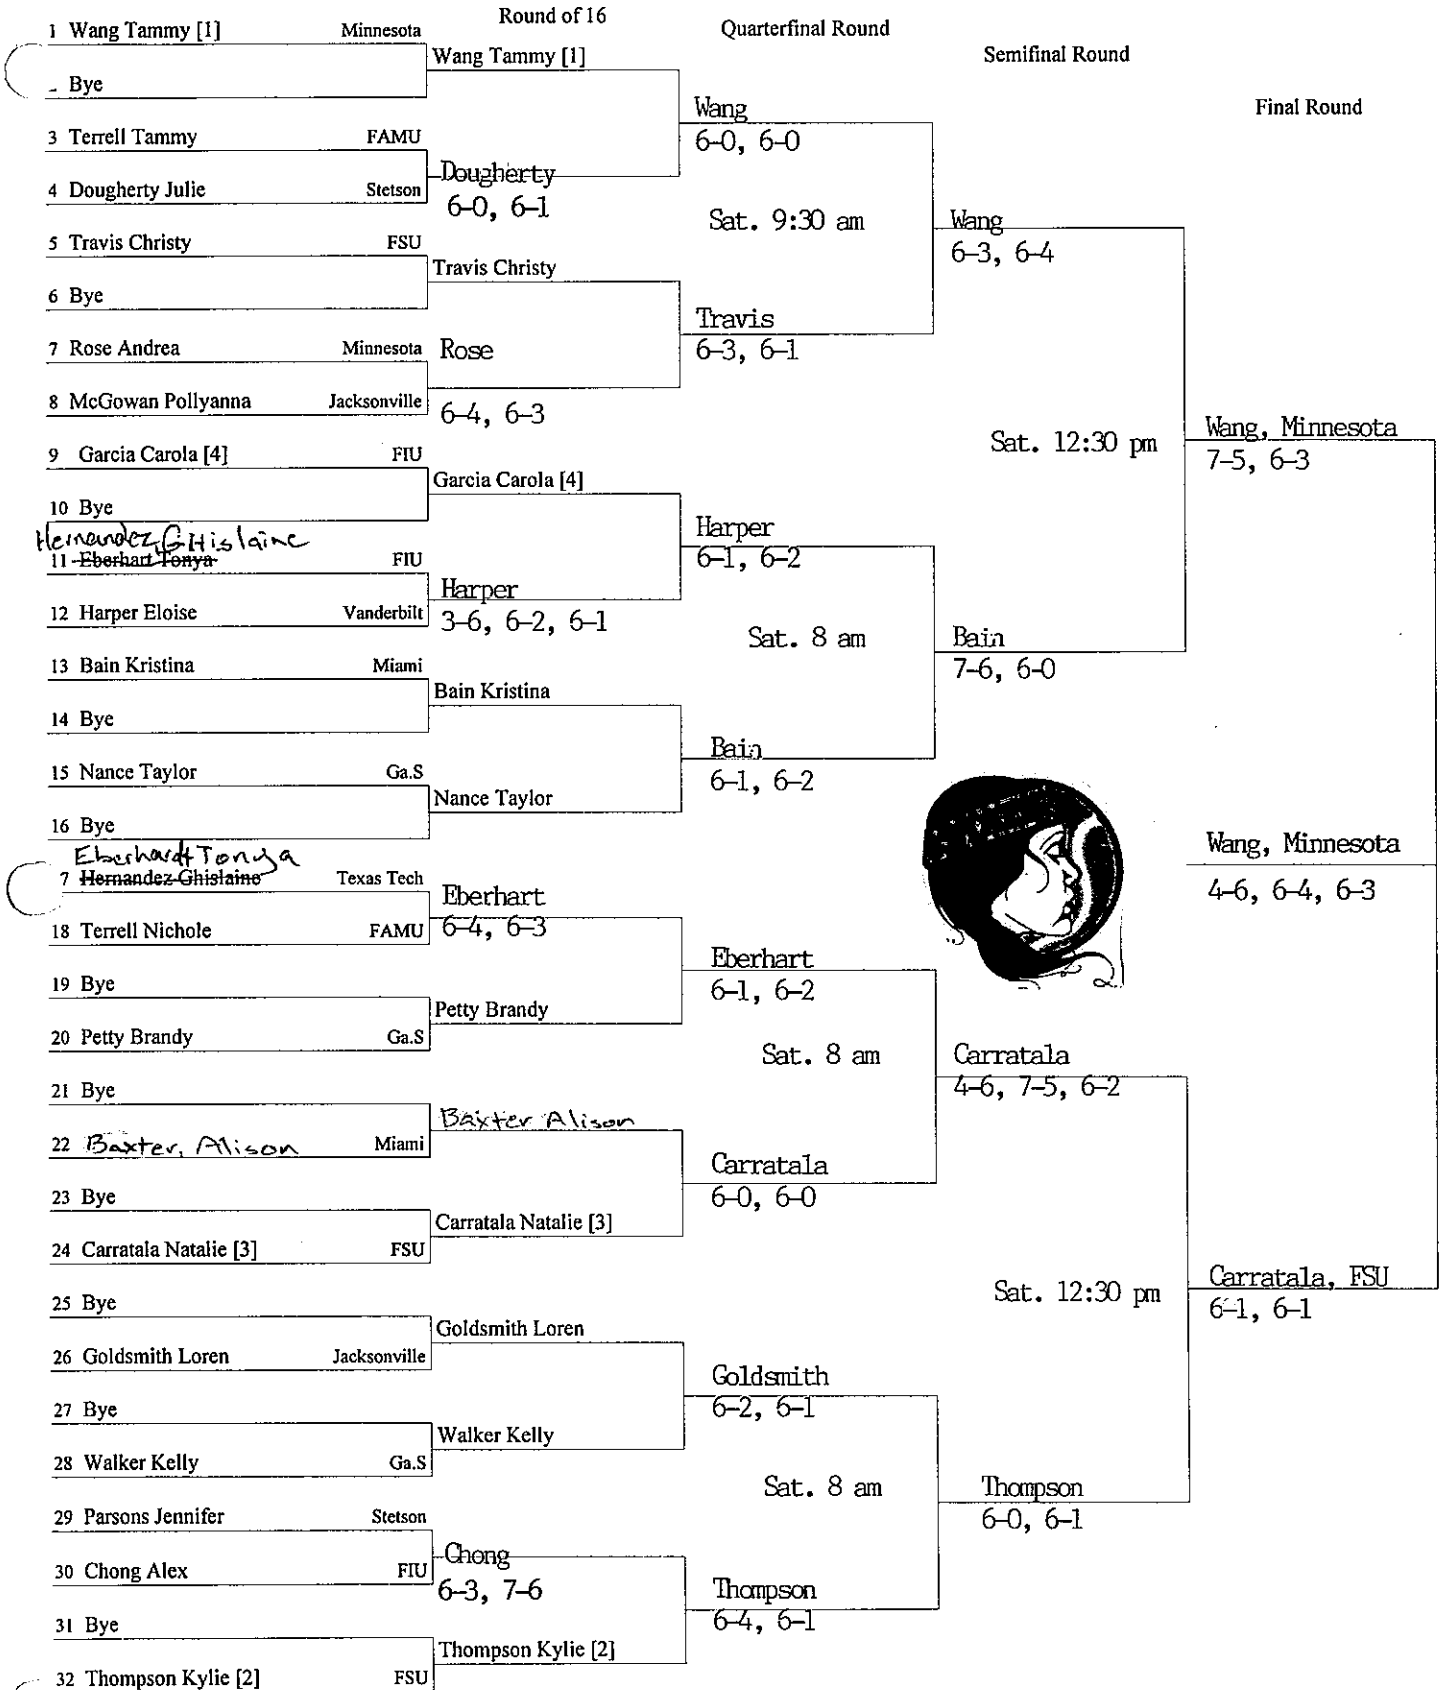 Round of 16
Quarterfinal Round
Semifinal Round
Final Round
1 Wang Tammy [1] Minnesota
Wang Tammy [1]
Bye
Wang
6-0, 6-0
3 Terrell Tammy FAMU
Dougherty
4 Dougherty Julie Stetson
6-0, 6-1
Sat. 9:30 am
Wang
6-3, 6-4
5 Travis Christy FSU
Travis Christy
6 Bye
Travis
6-3, 6-1
7 Rose Andrea Minnesota
Rose
8 McGowan Pollyanna Jacksonville
6-4, 6-3
Sat. 12:30 pm
Wang, Minnesota
7-5, 6-3
9 Garcia Carola [4] FIU
Garcia Carola [4]
10 Bye
Harper
6-1, 6-2
Hernandez, Ghislaine
11 Eberhart Tonya FIU
Harper
12 Harper Eloise Vanderbilt
3-6, 6-2, 6-1
Sat. 8 am
Bain
7-6, 6-0
13 Bain Kristina Miami
Bain Kristina
14 Bye
Bain
6-1, 6-2
15 Nance Taylor Ga.S
Nance Taylor
16 Bye
Wang, Minnesota
4-6, 6-4, 6-3
Eberhardt Tonya
7 Hernandez Ghislaine Texas Tech
Eberhart
18 Terrell Nichole FAMU
6-4, 6-3
Eberhart
6-1, 6-2
19 Bye
Petty Brandy
20 Petty Brandy Ga.S
Sat. 8 am
Carratala
4-6, 7-5, 6-2
21 Bye
Baxter Alison
22 Baxter, Alison Miami
Carratala
6-0, 6-0
23 Bye
Carratala Natalie [3]
24 Carratala Natalie [3] FSU
Sat. 12:30 pm
Carratala, FSU
6-1, 6-1
25 Bye
Goldsmith Loren
26 Goldsmith Loren Jacksonville
Goldsmith
6-2, 6-1
27 Bye
Walker Kelly
28 Walker Kelly Ga.S
Sat. 8 am
Thompson
6-0, 6-1
29 Parsons Jennifer Stetson
Chong
30 Chong Alex FIU
6-3, 7-6
Thompson
6-4, 6-1
31 Bye
Thompson Kylie [2]
32 Thompson Kylie [2] FSU